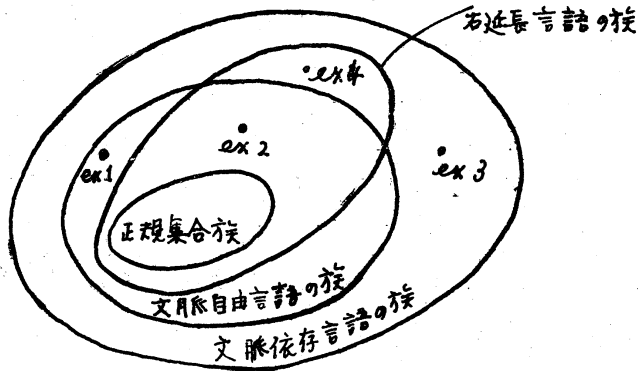 右延長言語の族
ex4
ex2
ex1
ex3
正規集合族
文脈自由言語の族
文脈依存言語の族